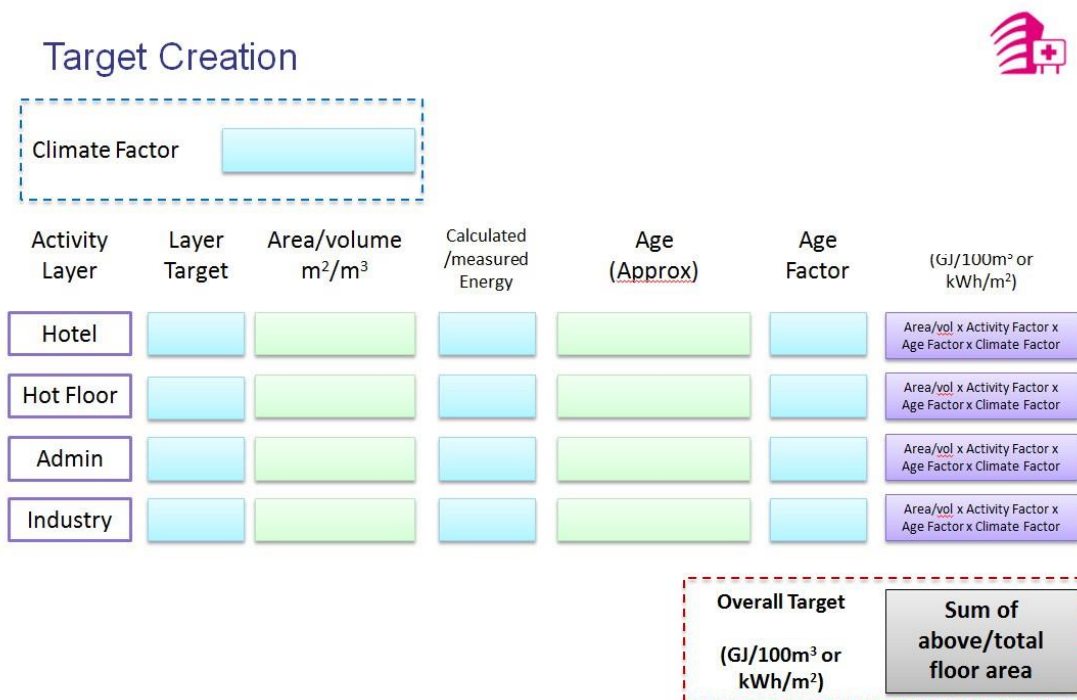 Target Creation
Climate Factor
Activity
Layer
Layer
Target
Area/volume
m²/m³
Calculated
/measured
Energy
Age
(Approx)
Age
Factor
(GJ/100m³ or
kWh/m²)
Hotel
Area/vol x Activity Factor x
Age Factor x Climate Factor
Hot Floor
Area/vol x Activity Factor x
Age Factor x Climate Factor
Admin
Area/vol x Activity Factor x
Age Factor x Climate Factor
Industry
Area/vol x Activity Factor x
Age Factor x Climate Factor
Overall Target
(GJ/100m³ or
kWh/m²)
Sum of
above/total
floor area